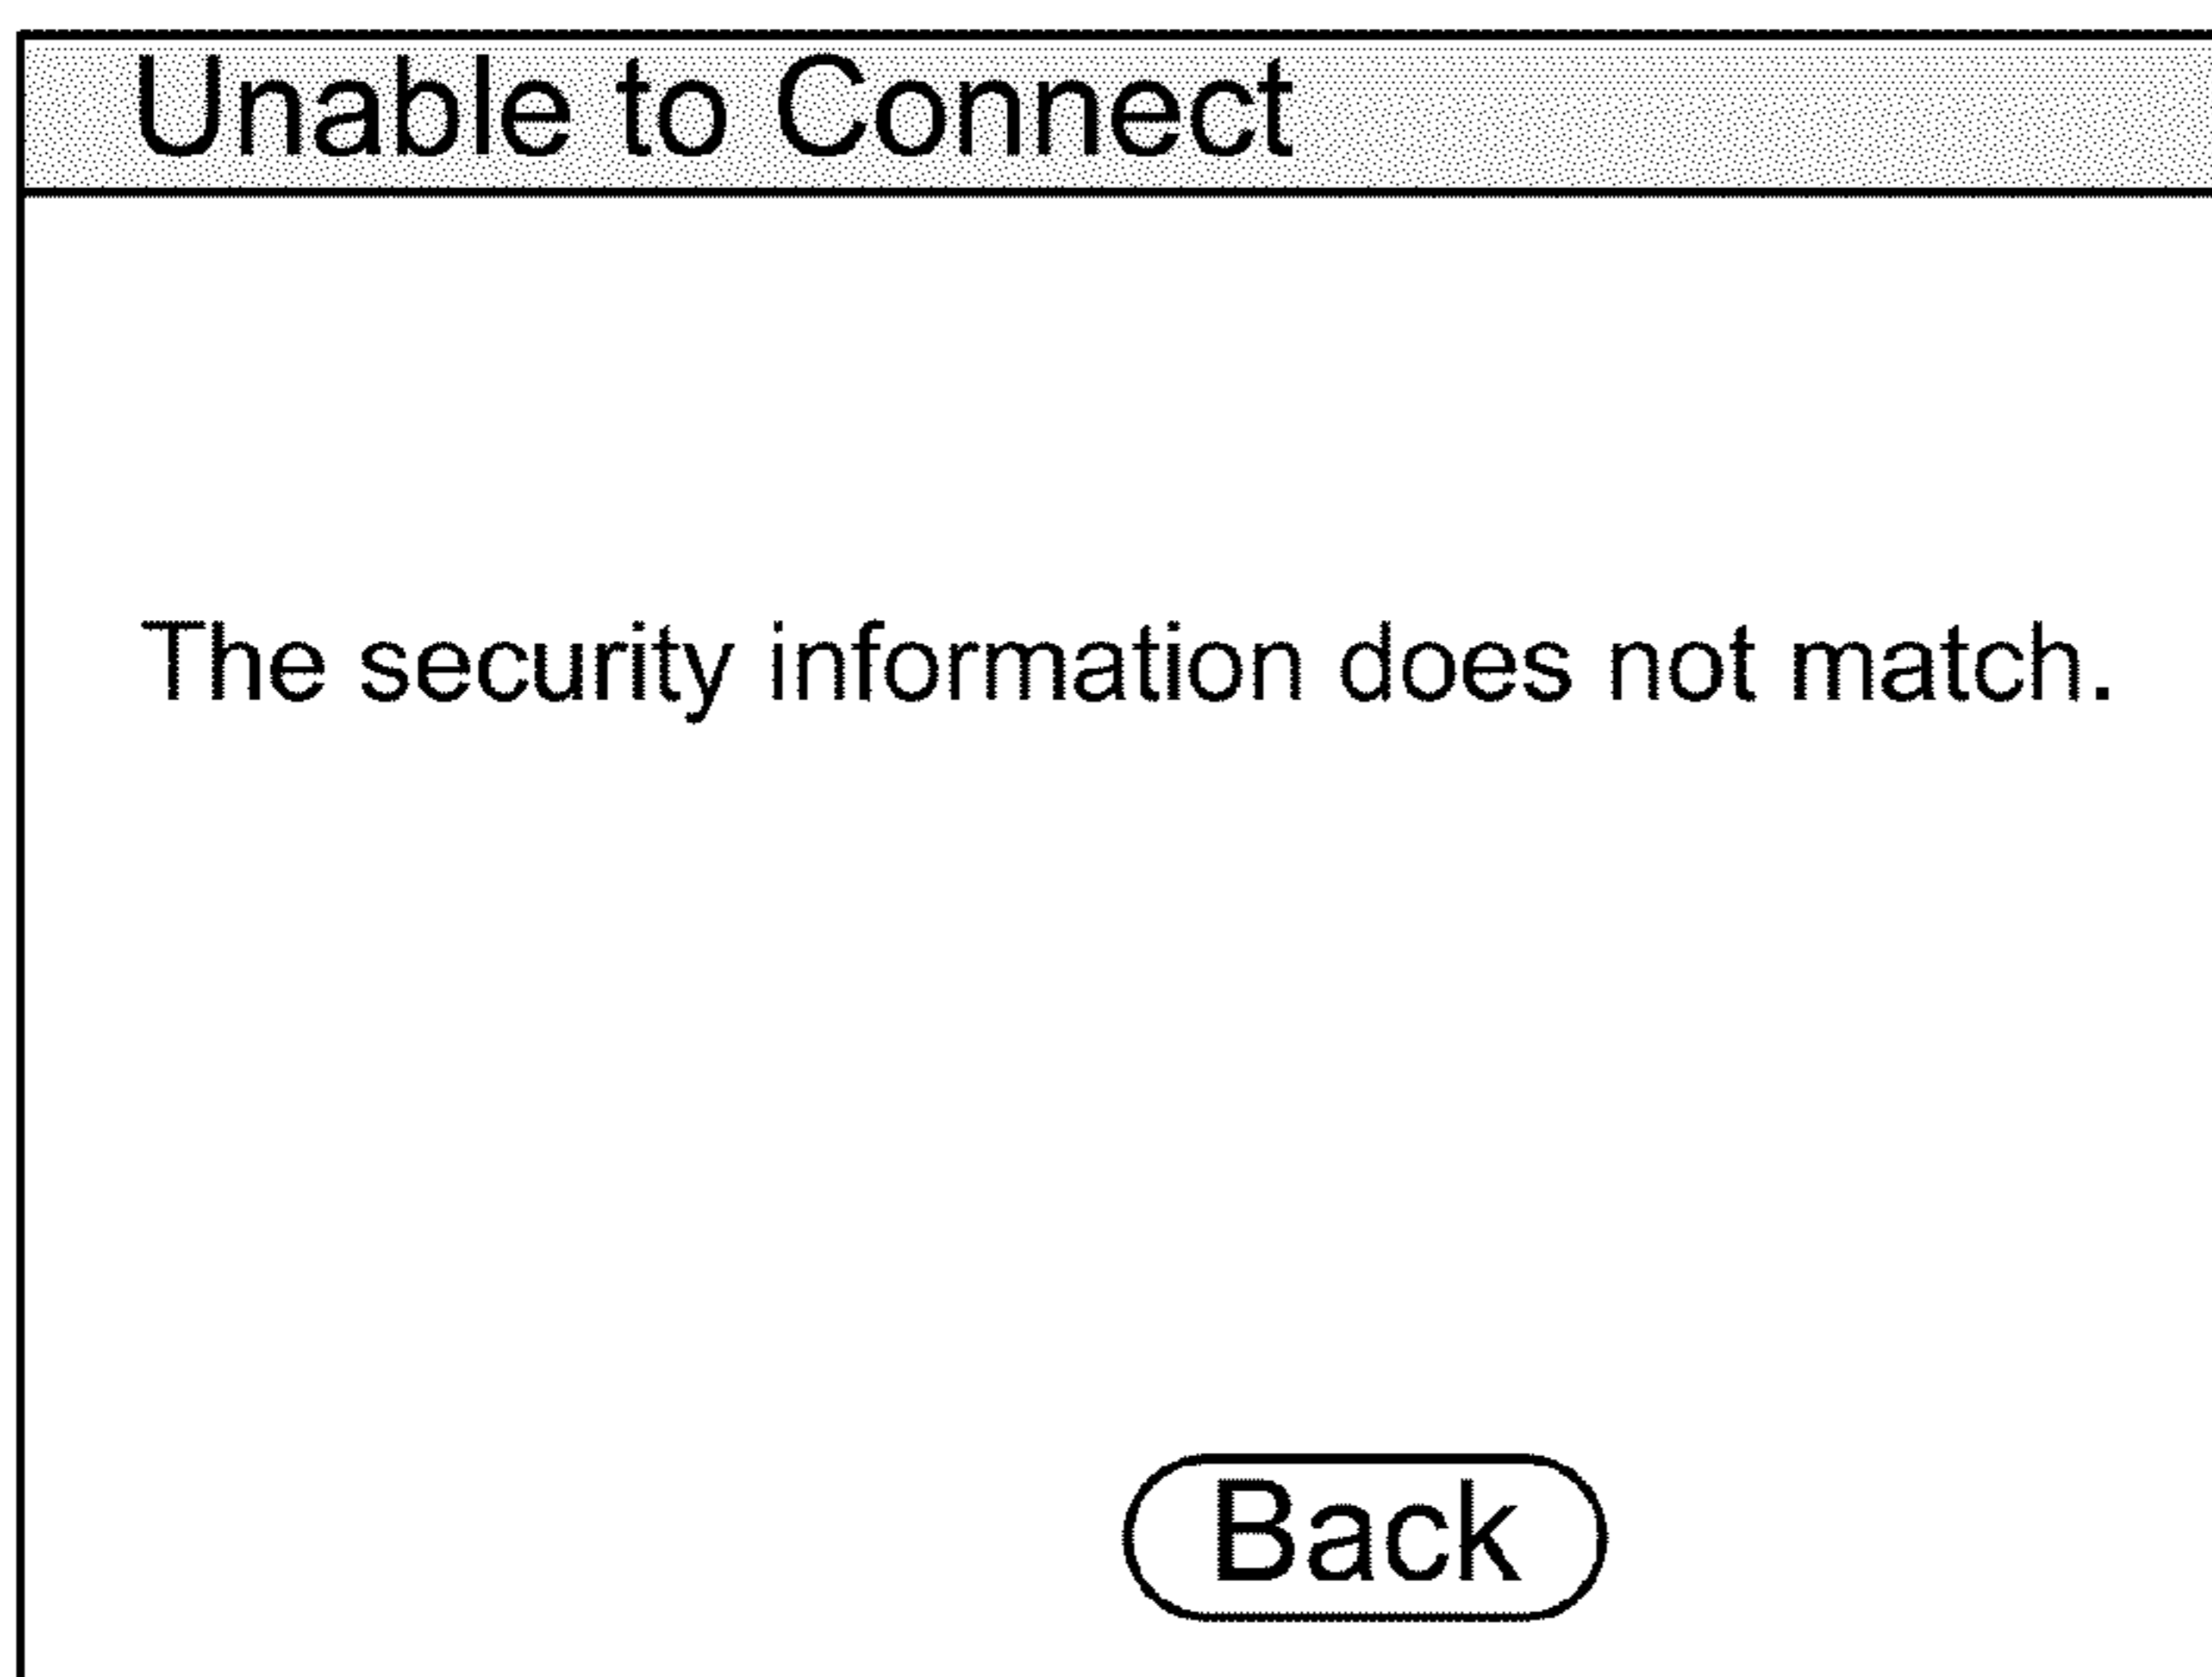 Unable to Connect
The security information does not match.
Back